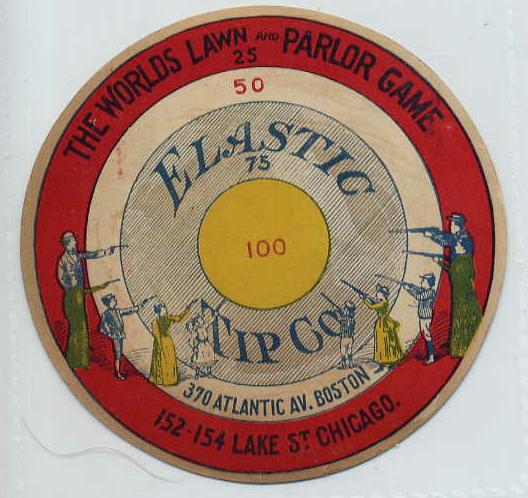 THE WORLDS LAWN AND PARLOR GAME
25
50
ELASTIC
75
100
TIP CO.
370 ATLANTIC AV. BOSTON
152-154 LAKE ST CHICAGO.